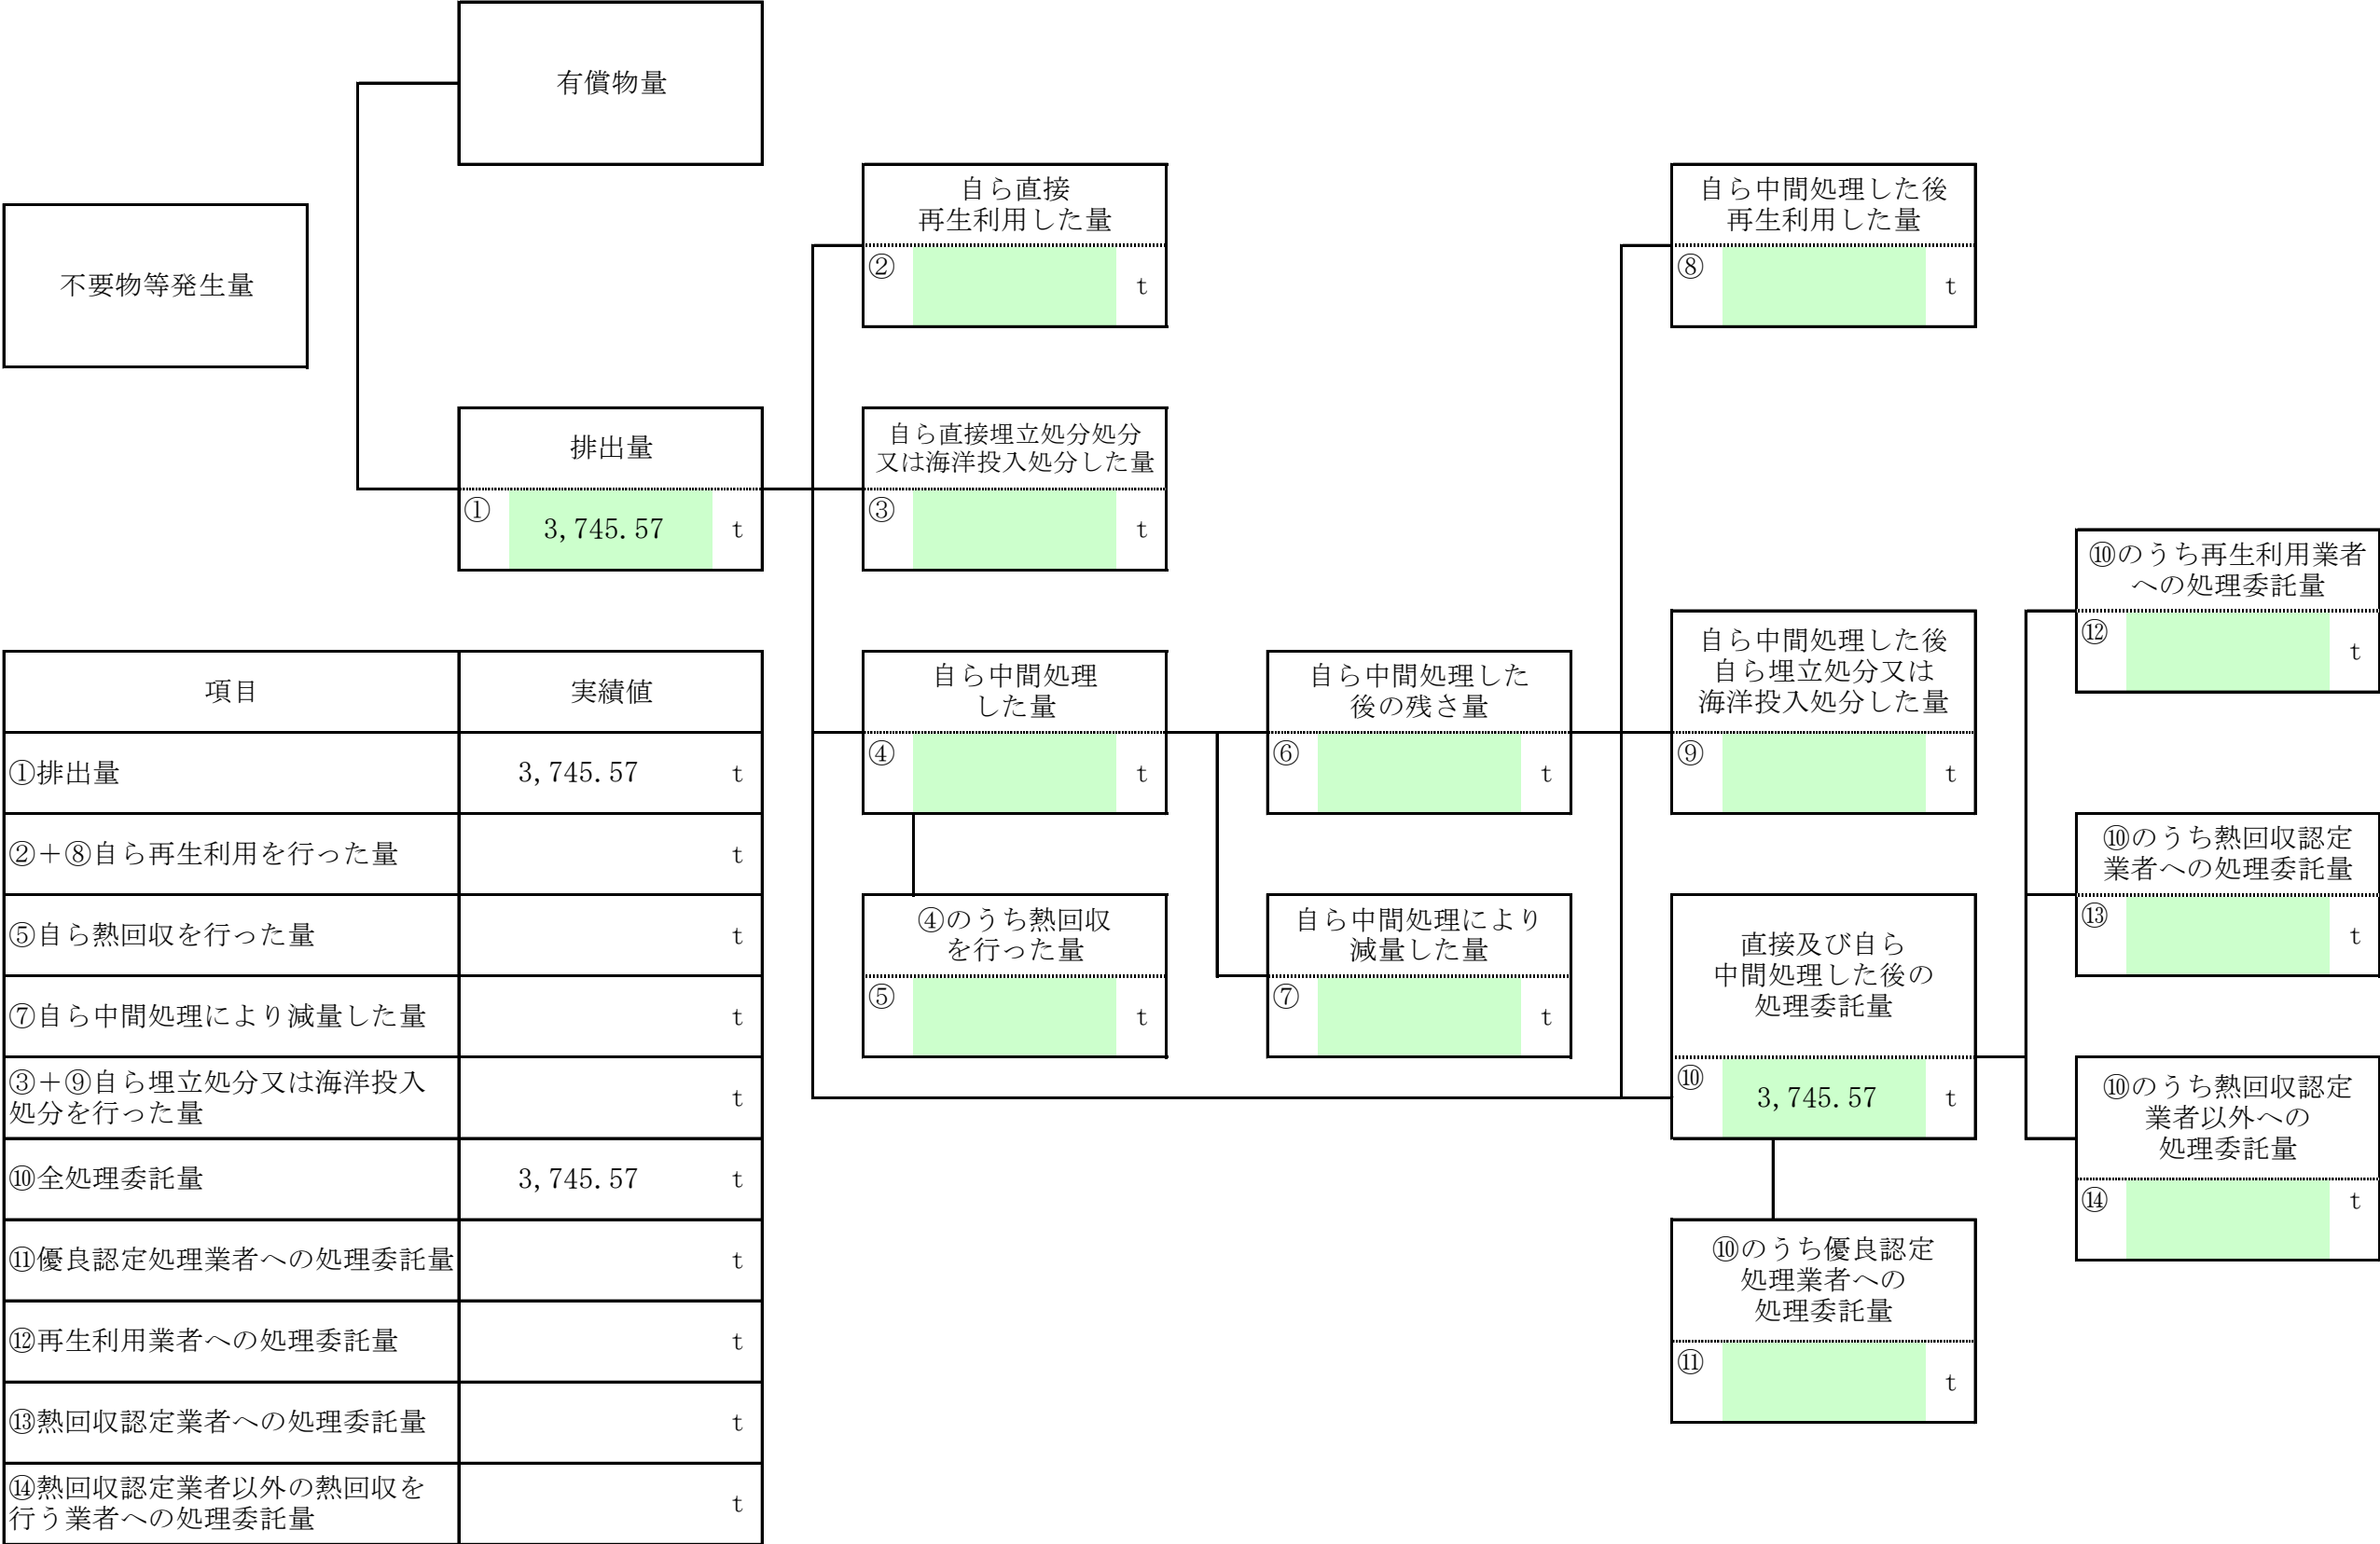 有償物量
不要物等発生量
自ら直接
再生利用した量
② t
自ら中間処理した後
再生利用した量
⑧ t
排出量
① 3,745.57 t
自ら直接埋立処分処分
又は海洋投入処分した量
③ t
⑩のうち再生利用業者
への処理委託量
⑫ t
自ら中間処理
した量
④ t
自ら中間処理した
後の残さ量
⑥ t
自ら中間処理した後
自ら埋立処分又は
海洋投入処分した量
⑨ t
⑩のうち熱回収認定
業者への処理委託量
⑬ t
④のうち熱回収
を行った量
⑤ t
自ら中間処理により
減量した量
⑦ t
直接及び自ら
中間処理した後の
処理委託量
⑩ 3,745.57 t
⑩のうち熱回収認定
業者以外への
処理委託量
⑭ t
⑩のうち優良認定
処理業者への
処理委託量
⑪ t
項目 実績値
①排出量 3,745.57 t
②＋⑧自ら再生利用を行った量 t
⑤自ら熱回収を行った量 t
⑦自ら中間処理により減量した量 t
③＋⑨自ら埋立処分又は海洋投入
処分を行った量 t
⑩全処理委託量 3,745.57 t
⑪優良認定処理業者への処理委託量 t
⑫再生利用業者への処理委託量 t
⑬熱回収認定業者への処理委託量 t
⑭熱回収認定業者以外の熱回収を
行う業者への処理委託量 t